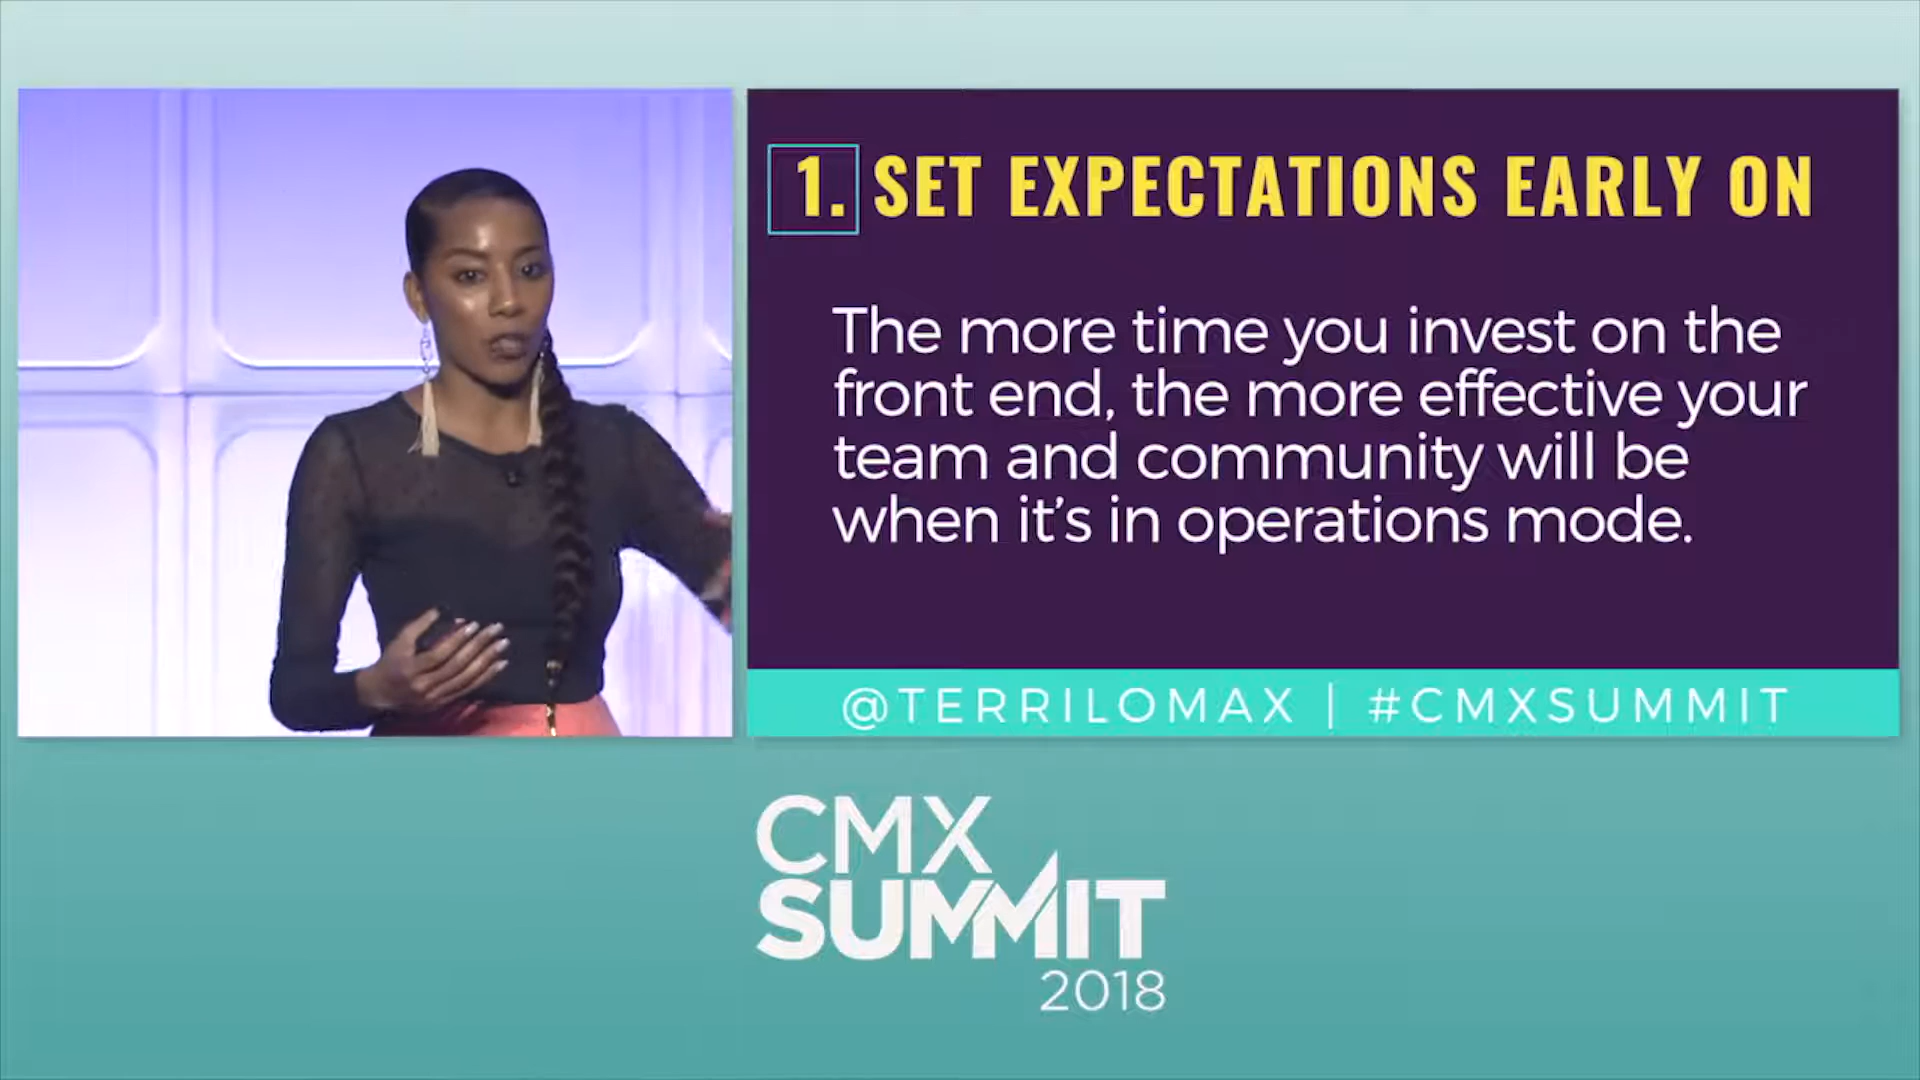 1. SET EXPECTATIONS EARLY ON
The more time you invest on the
front end, the more effective your
team and community will be
when it's in operations mode.
@TERRILOMAX | #CMXSUMMIT
CMX
SUMMIT
2018